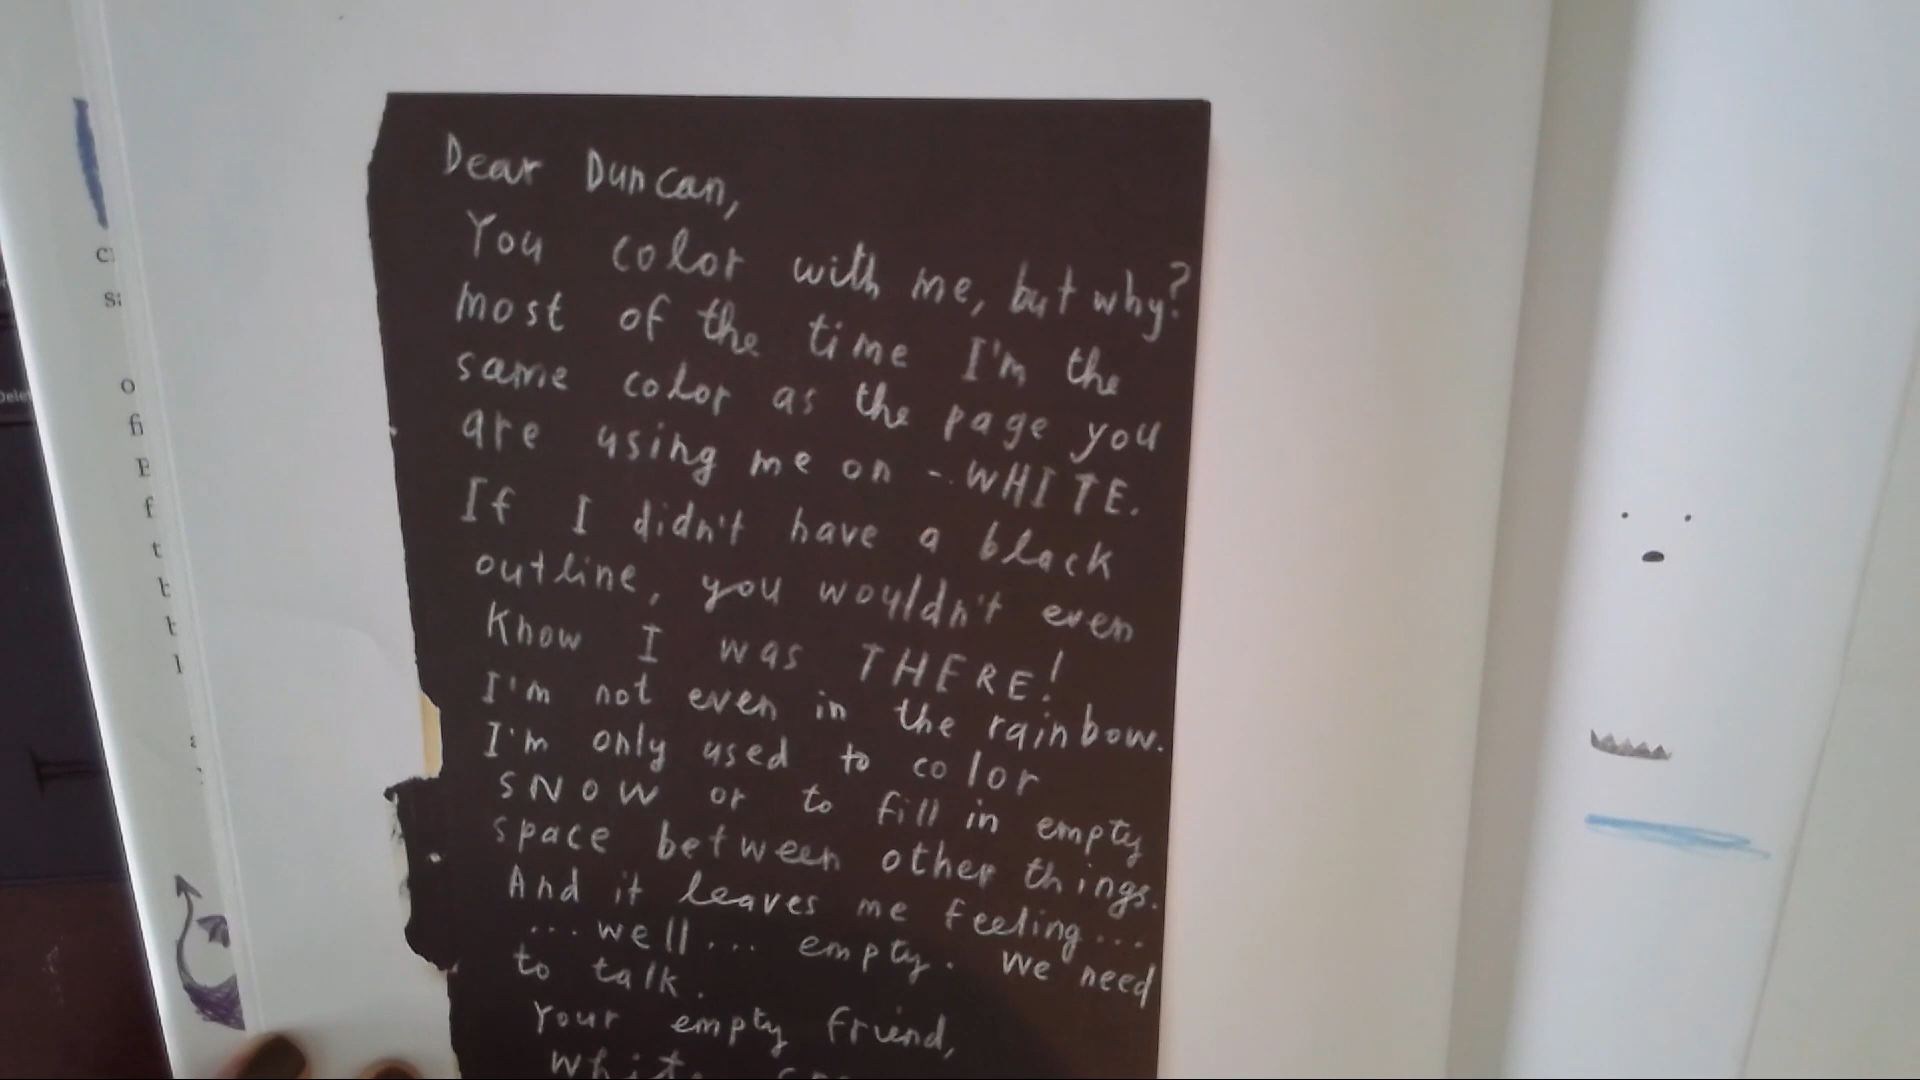 Dear Duncan,
You color with me, but why?
most of the time I'm the
same color as the page you
are using me on - WHITE.
If I didn't have a black
outline, you wouldn't even
know I was THERE!
I'm not even in the rainbow.
I'm only used to color
SNOW or to fill in empty
space between other things.
And it leaves me feeling...
...well... empty. We need
to talk.
Your empty friend,
White